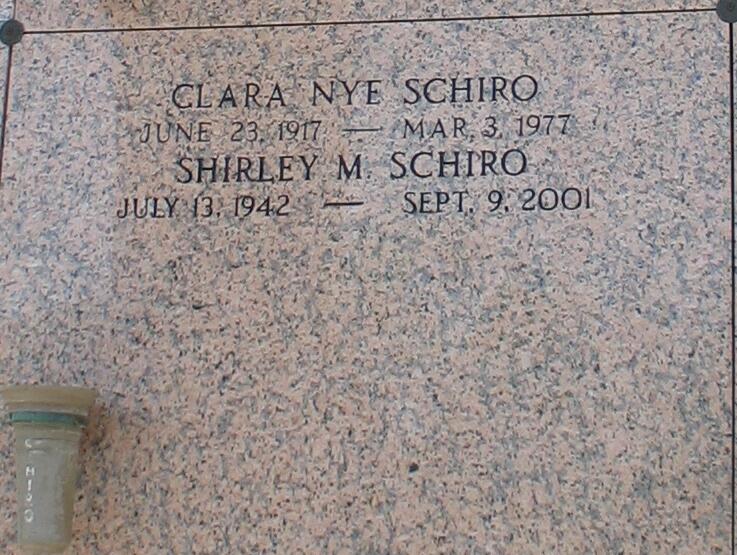 CLARA NYE SCHIRO
JUNE 23, 1917 — MAR. 3, 1977
SHIRLEY M. SCHIRO
JULY 13, 1942 — SEPT. 9, 2001